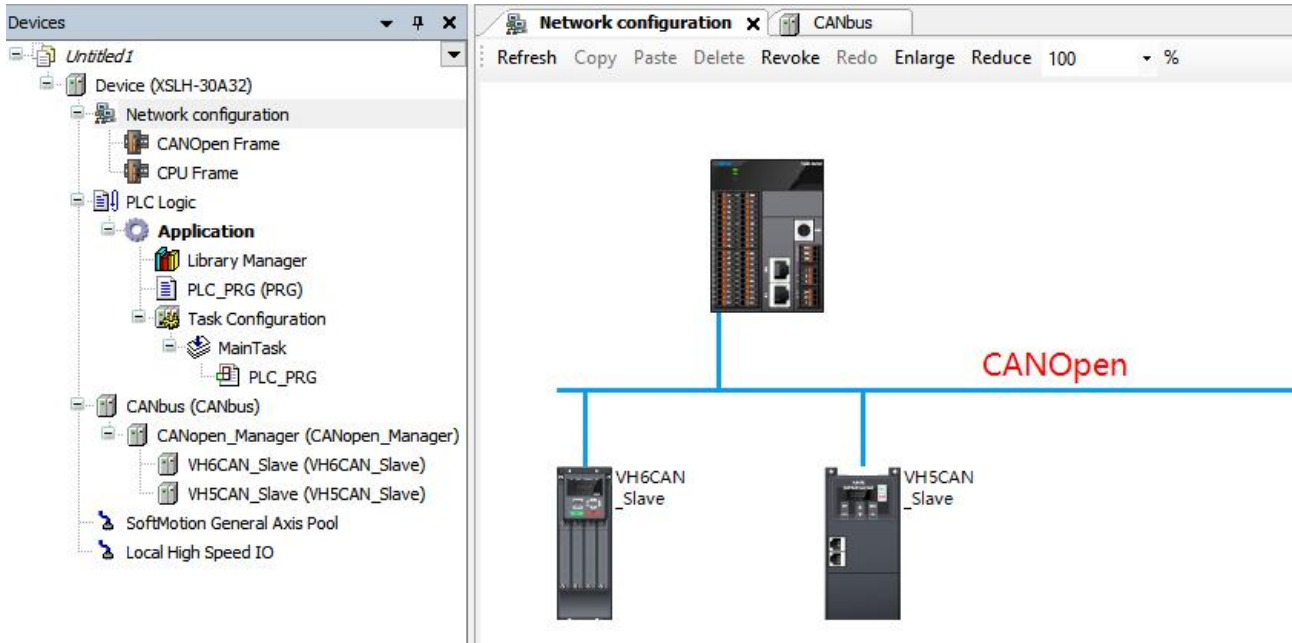 Devices
Untitled1
Device (XSLH-30A32)
Network configuration
CANOpen Frame
CPU Frame
PLC Logic
Application
Library Manager
PLC_PRG (PRG)
Task Configuration
MainTask
PLC_PRG
CANbus (CANbus)
CANopen_Manager (CANopen_Manager)
VH6CAN_Slave (VH6CAN_Slave)
VH5CAN_Slave (VH5CAN_Slave)
SoftMotion General Axis Pool
Local High Speed IO
Network configuration CANbus
Refresh Copy Paste Delete Revoke Redo Enlarge Reduce 100 %
CANOpen
VH6CAN
_Slave
VH5CAN
_Slave